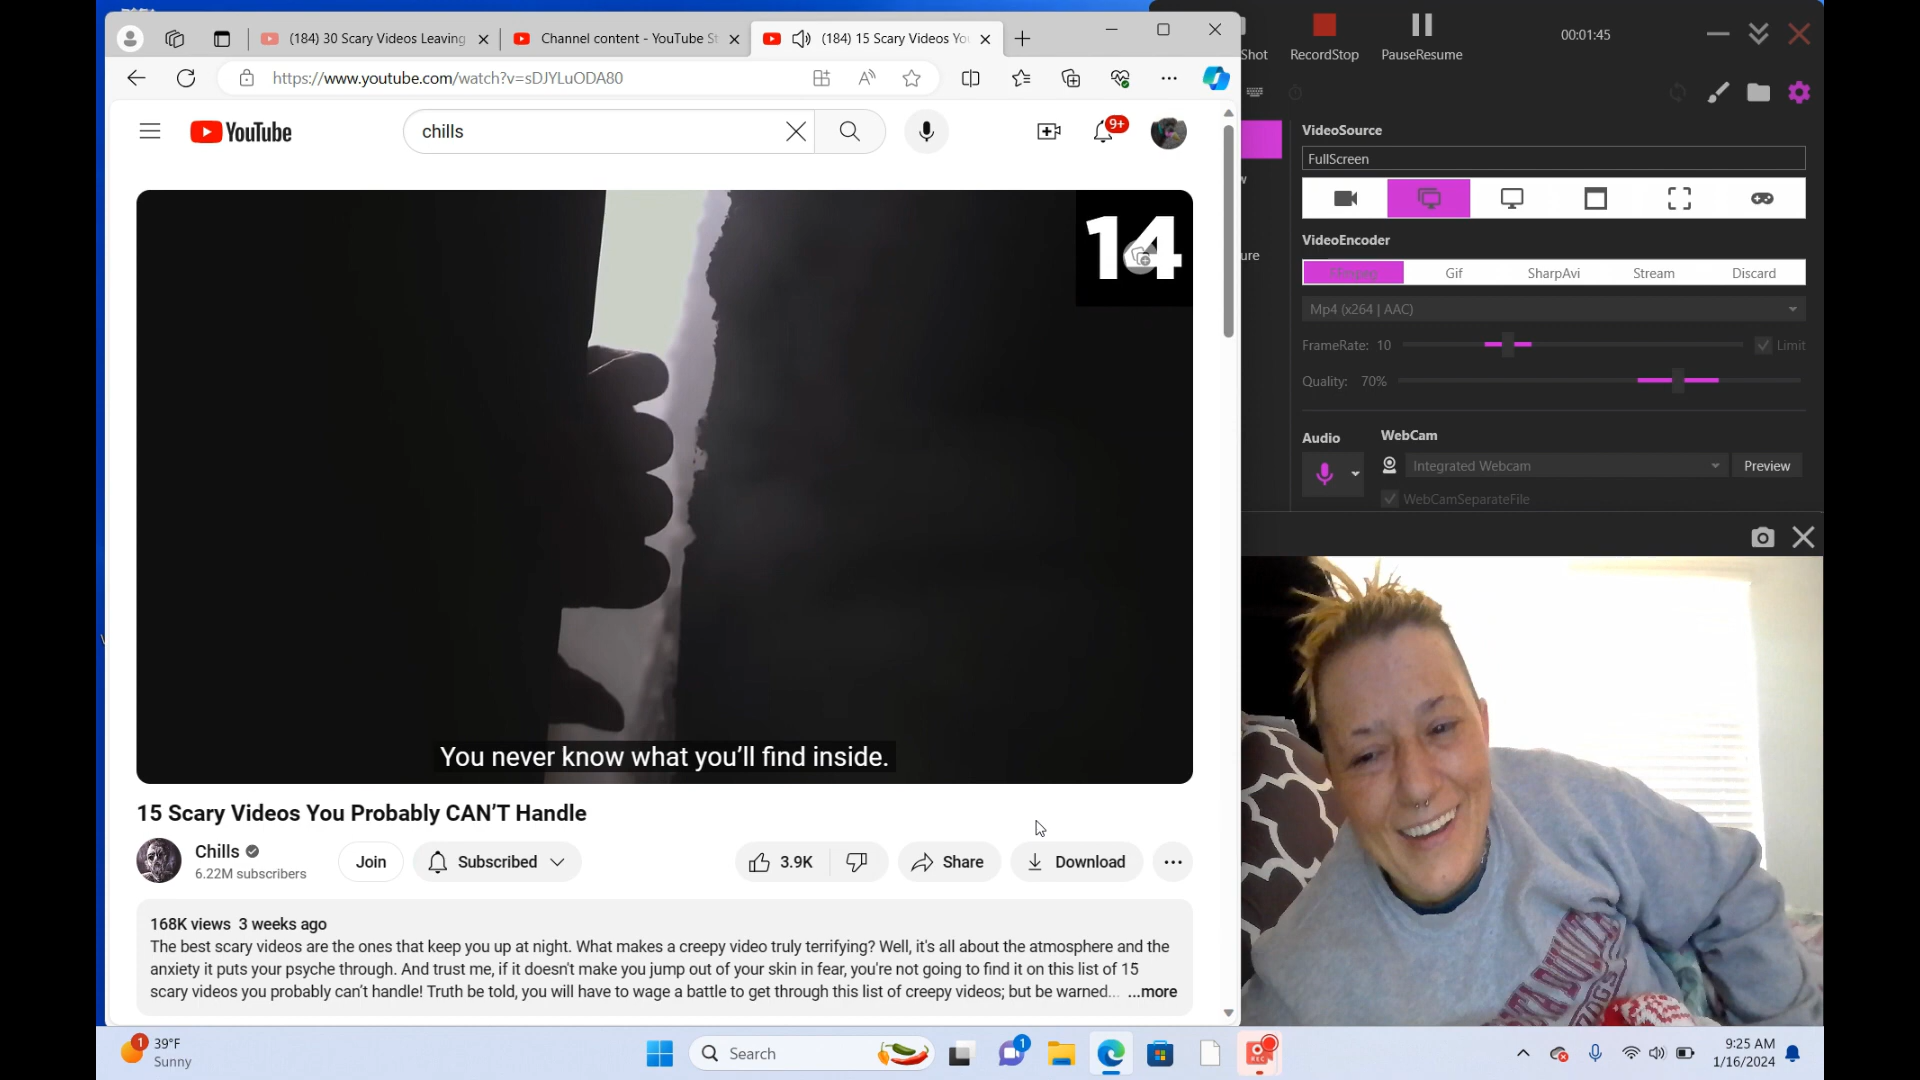 (184) 30 Scary Videos Leaving
Channel content - YouTube St
(184) 15 Scary Videos You
https://www.youtube.com/watch?v=sDJYLuODA80
YouTube
chills
9+
14
You never know what you'll find inside.
15 Scary Videos You Probably CAN'T Handle
Chills
6.22M subscribers
Join
Subscribed
3.9K
Share
Download
168K views 3 weeks ago
The best scary videos are the ones that keep you up at night. What makes a creepy video truly terrifying? Well, it's all about the atmosphere and the
anxiety it puts your psyche through. And trust me, if it doesn't make you jump out of your skin in fear, you're not going to find it on this list of 15
scary videos you probably can't handle! Truth be told, you will have to wage a battle to get through this list of creepy videos; but be warned... ...more
Shot
RecordStop
PauseResume
00:01:45
VideoSource
FullScreen
ure
VideoEncoder
FFmpeg
Gif
SharpAvi
Stream
Discard
Mp4 (x264 | AAC)
FrameRate: 10
Limit
Quality: 70%
Audio
WebCam
Integrated Webcam
Preview
WebCamSeparateFile
1
39°F
Sunny
Search
1
REC
9:25 AM
1/16/2024